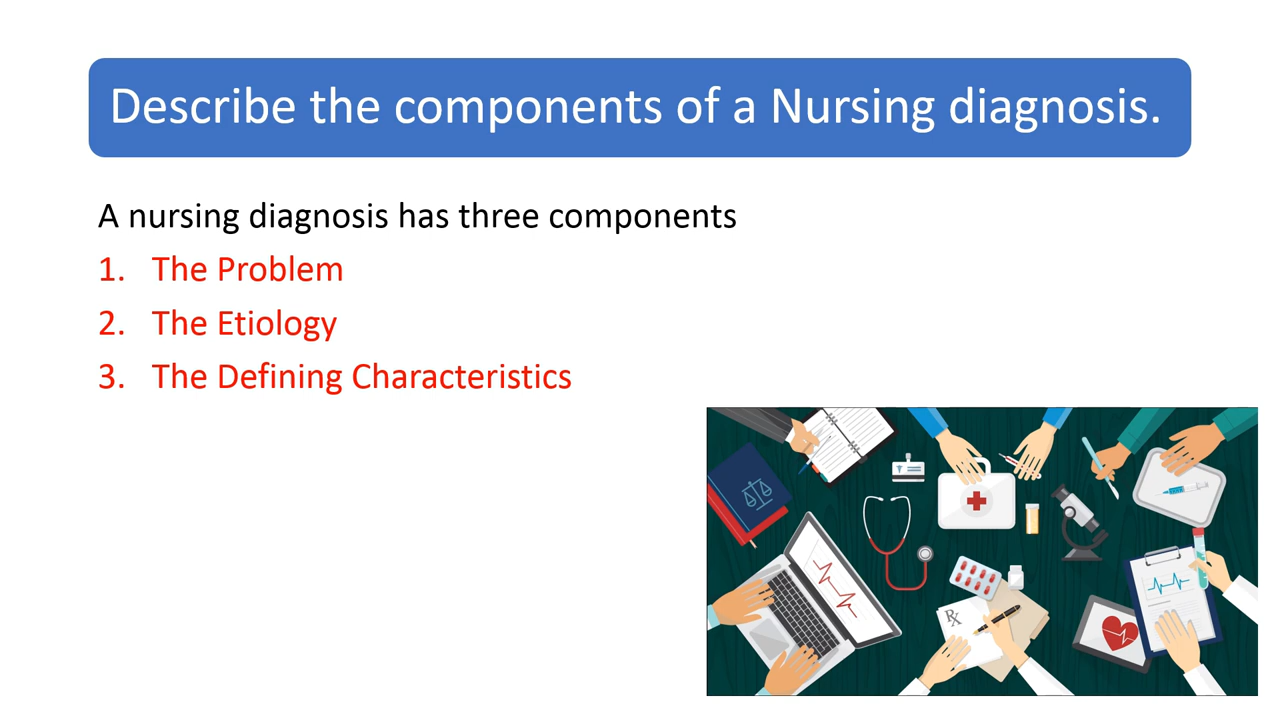 Describe the components of a Nursing diagnosis.
A nursing diagnosis has three components
1. The Problem
2. The Etiology
3. The Defining Characteristics
Rx